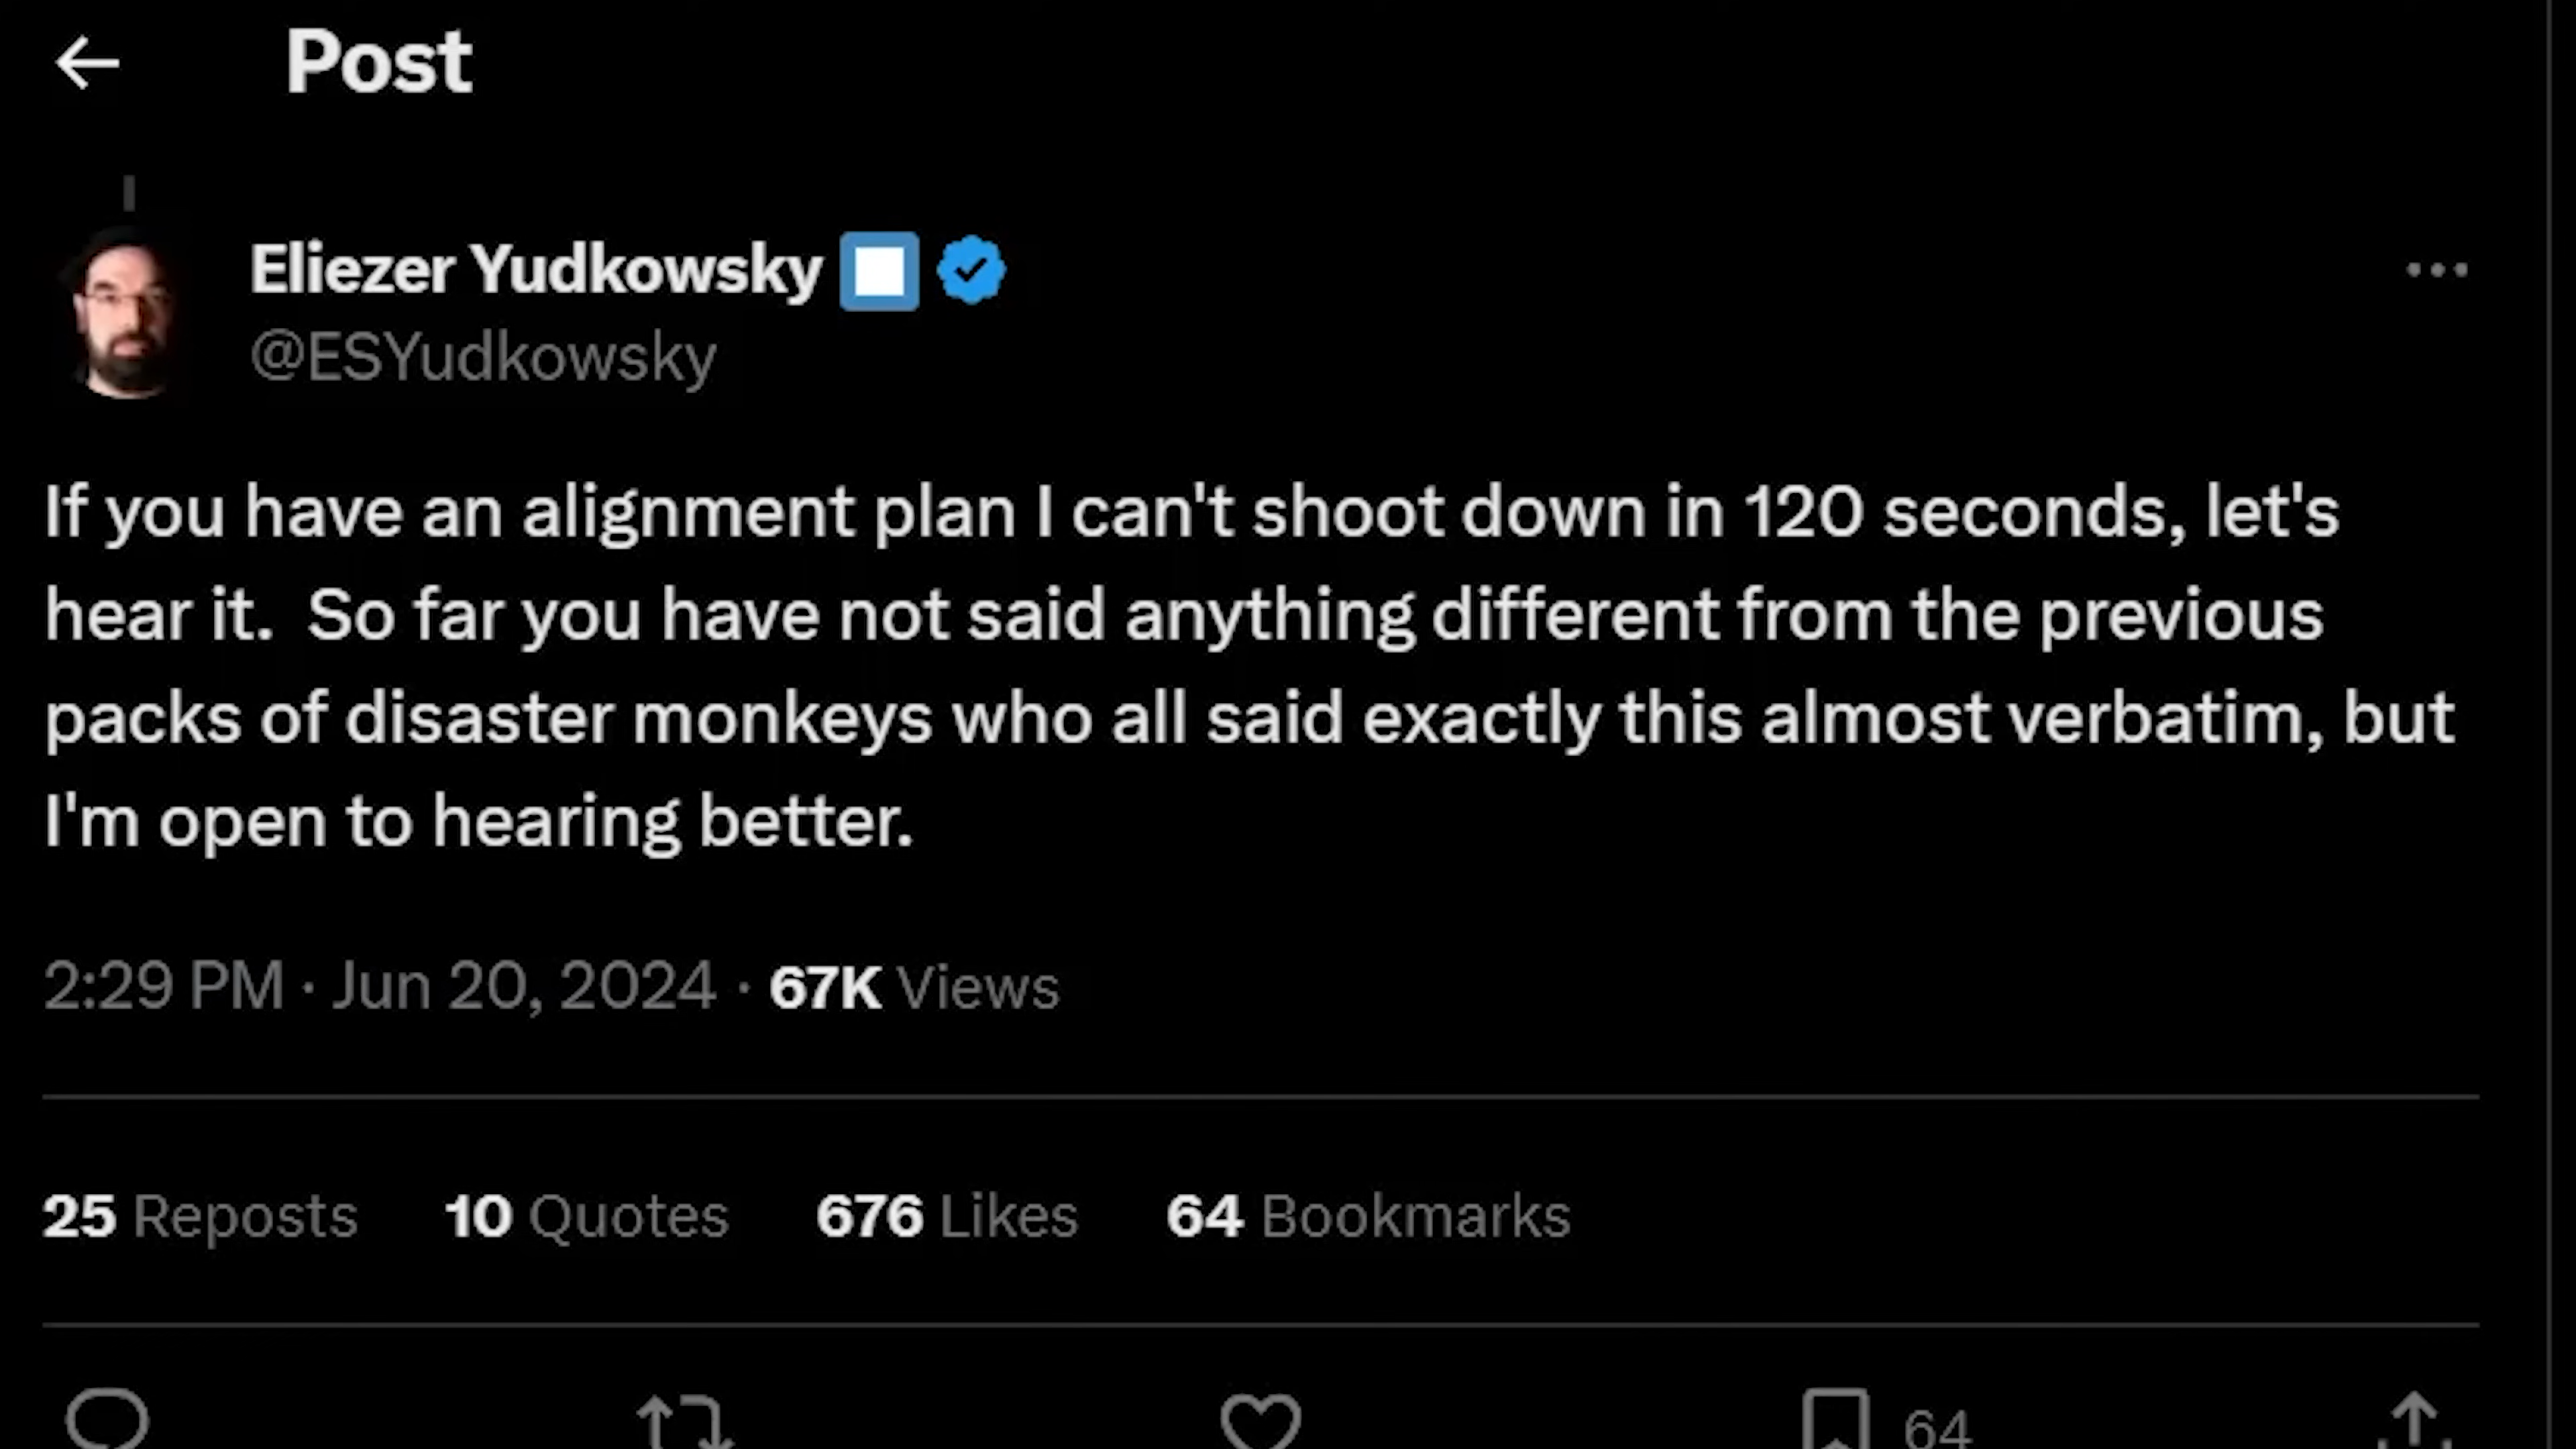 Post
Eliezer Yudkowsky
@ESYudkowsky
If you have an alignment plan I can't shoot down in 120 seconds, let's
hear it.  So far you have not said anything different from the previous
packs of disaster monkeys who all said exactly this almost verbatim, but
I'm open to hearing better.
2:29 PM · Jun 20, 2024 · 67K Views
25 Reposts 10 Quotes 676 Likes 64 Bookmarks
64